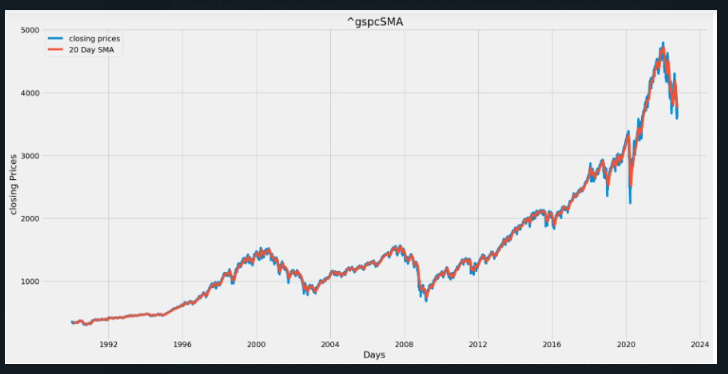 ^gspcSMA
closing prices
20 Day SMA
5000
4000
3000
2000
1000
closing Prices
1992 1996 2000 2004 2008 2012 2016 2020 2024
Days